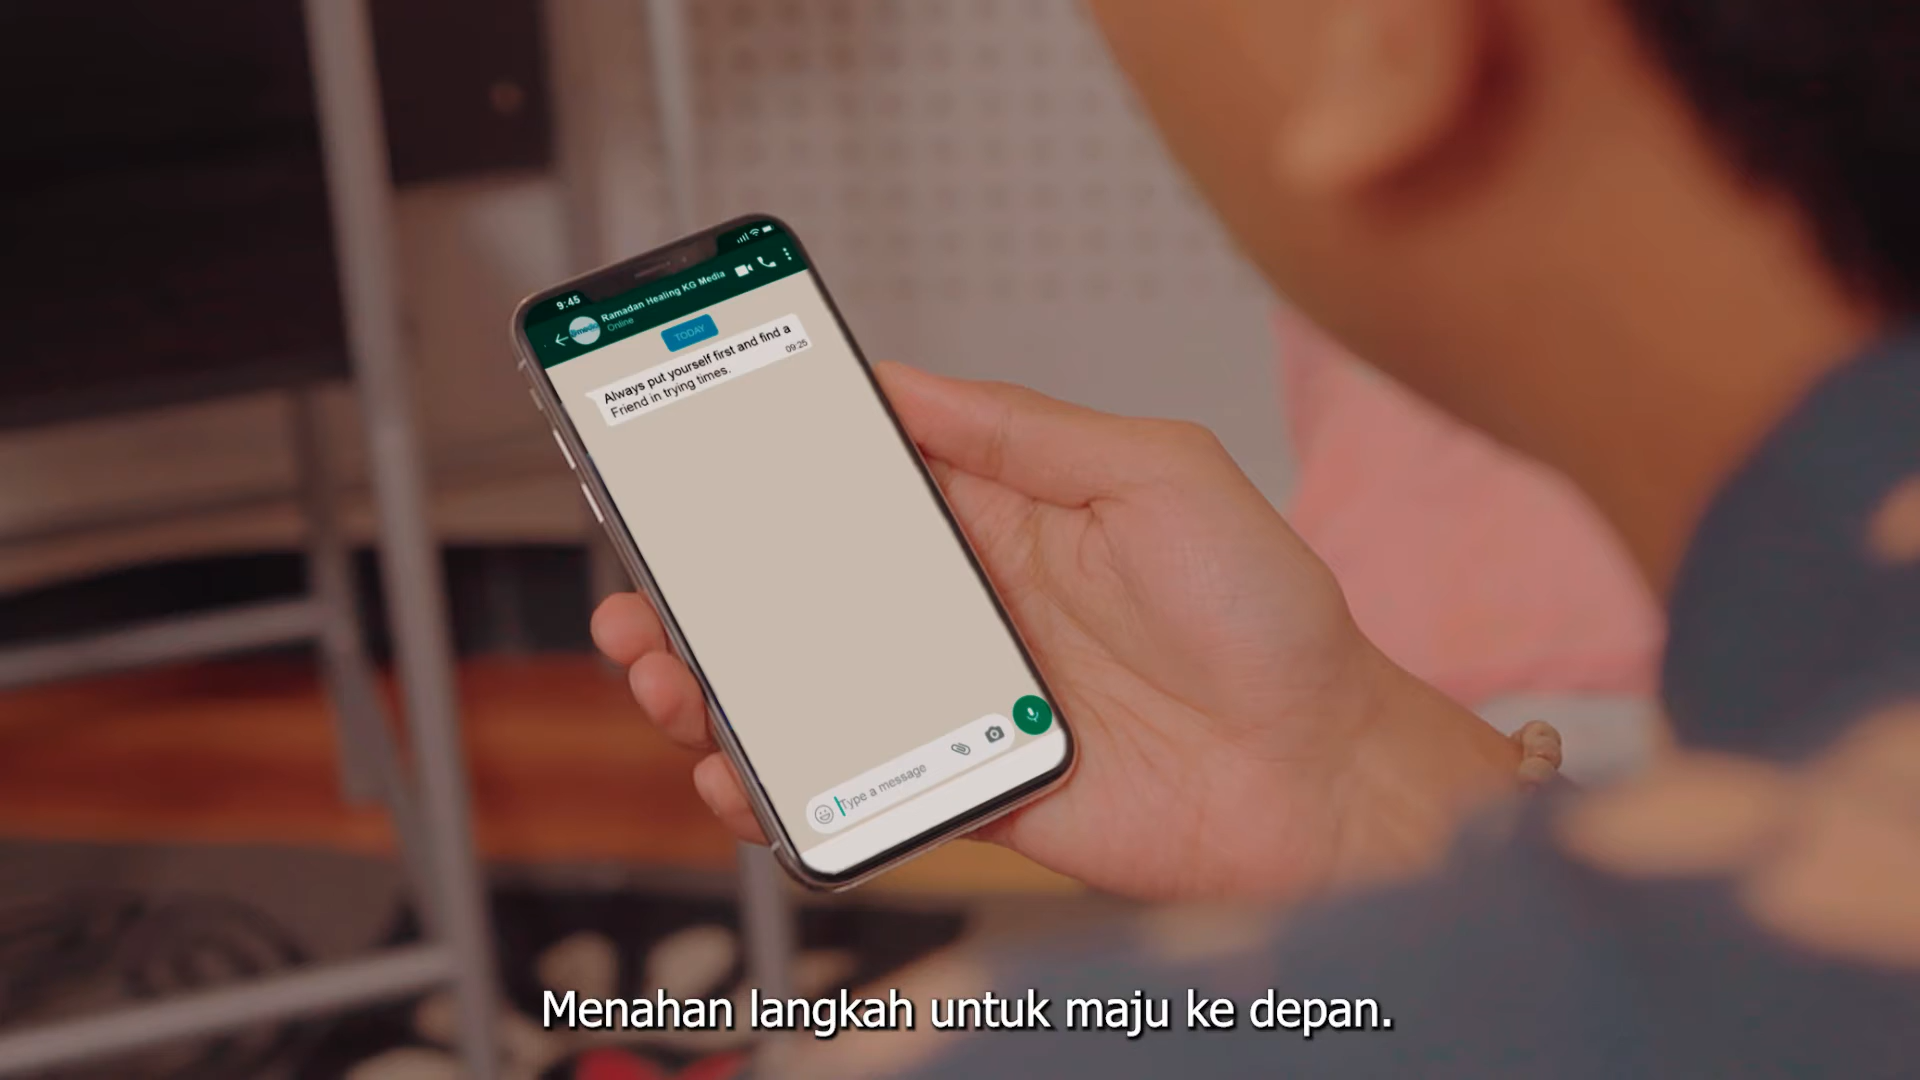 9:45
Ramadan Healing KG Media
Online
TODAY
Always put yourself first and find a
Friend in trying times.
09:25
Type a message
Menahan langkah untuk maju ke depan.